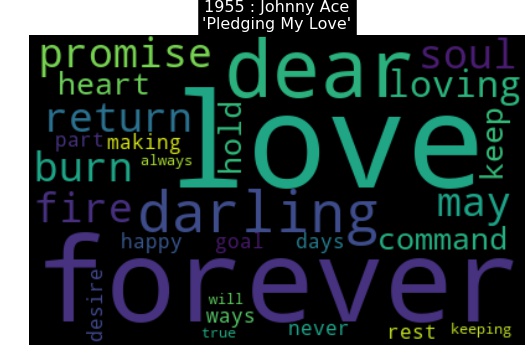 1955 : Johnny Ace
'Pledging My Love'
promise
dear
soul
heart
loving
return
love
hold
keep
part
making
always
burn
fire
darling
may
happy
goal
days
command
forever
desire
will
ways
true
never
rest
keeping